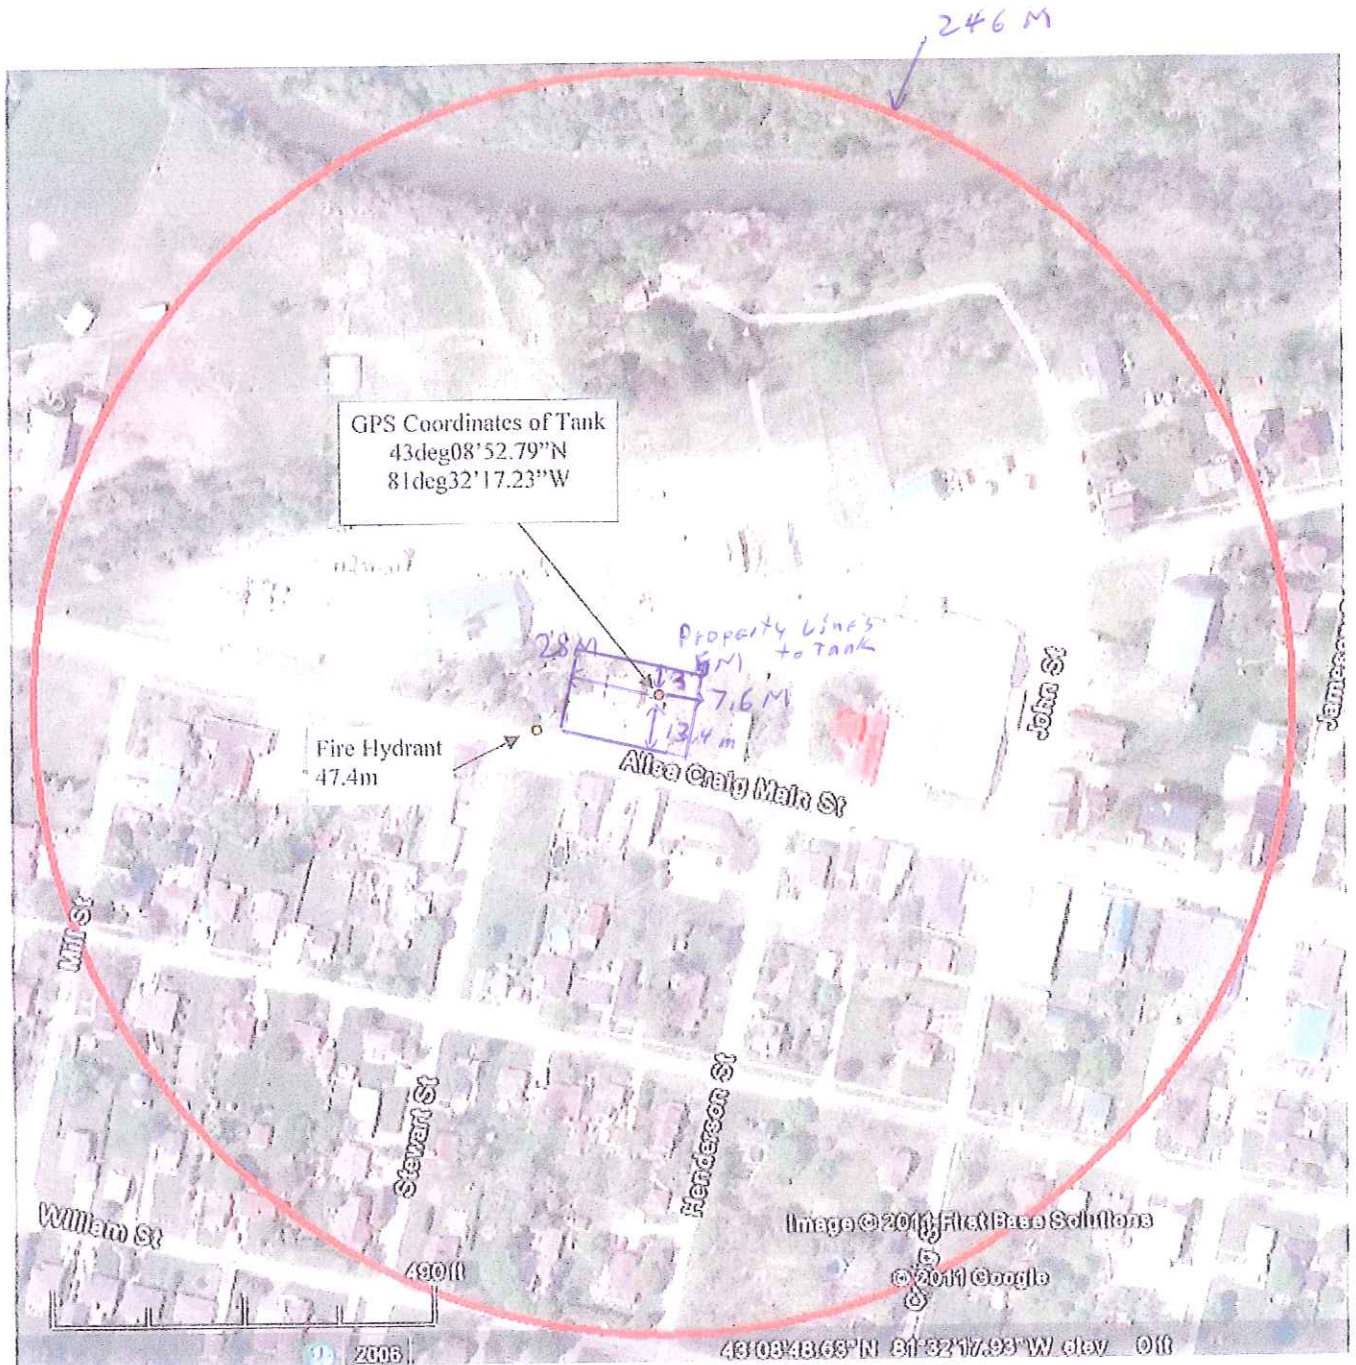 246 M
GPS Coordinates of Tank
43deg08'52.79"N
81deg32'17.23"W
Property Lines
to Tank
28M
7.6 M
13.4 m
Fire Hydrant
47.4m
Ailsa Craig Main St
John St
Mill St
Stewart St
Henderson St
William St
Image © 2011 First Base Solutions
© 2011 Google
490 ft
2006
43 08'48.63"N 81 32'17.93"W elev 0 ft